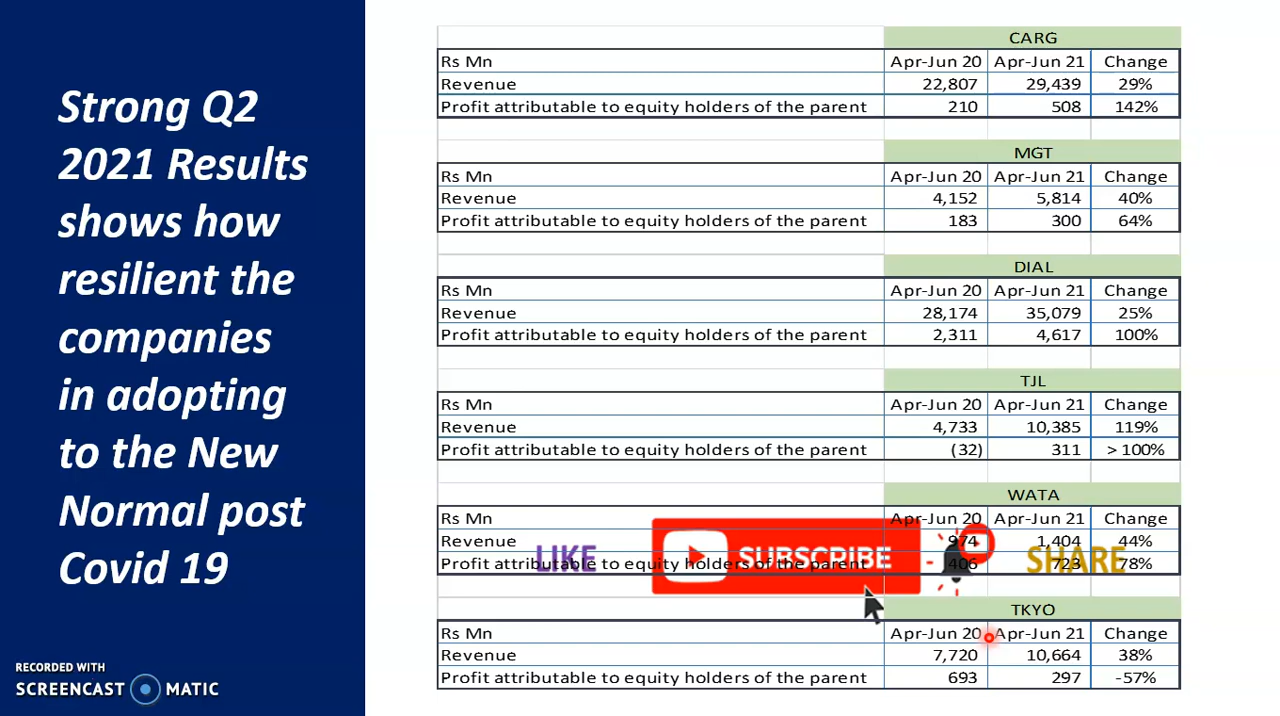 Strong Q2
2021 Results
shows how
resilient the
companies
in adopting
to the New
Normal post
Covid 19
RECORDED WITH
SCREENCAST MATIC
CARG
Rs Mn Apr-Jun 20 Apr-Jun 21 Change
Revenue 22,807 29,439 29%
Profit attributable to equity holders of the parent 210 508 142%
MGT
Rs Mn Apr-Jun 20 Apr-Jun 21 Change
Revenue 4,152 5,814 40%
Profit attributable to equity holders of the parent 183 300 64%
DIAL
Rs Mn Apr-Jun 20 Apr-Jun 21 Change
Revenue 28,174 35,079 25%
Profit attributable to equity holders of the parent 2,311 4,617 100%
TJL
Rs Mn Apr-Jun 20 Apr-Jun 21 Change
Revenue 4,733 10,385 119%
Profit attributable to equity holders of the parent (32) 311 > 100%
WATA
Rs Mn Apr-Jun 20 Apr-Jun 21 Change
Revenue 974 1,404 44%
Profit attributable to equity holders of the parent 406 723 78%
LIKE SUBSCRIBE SHARE
TKYO
Rs Mn Apr-Jun 20 Apr-Jun 21 Change
Revenue 7,720 10,664 38%
Profit attributable to equity holders of the parent 693 297 -57%